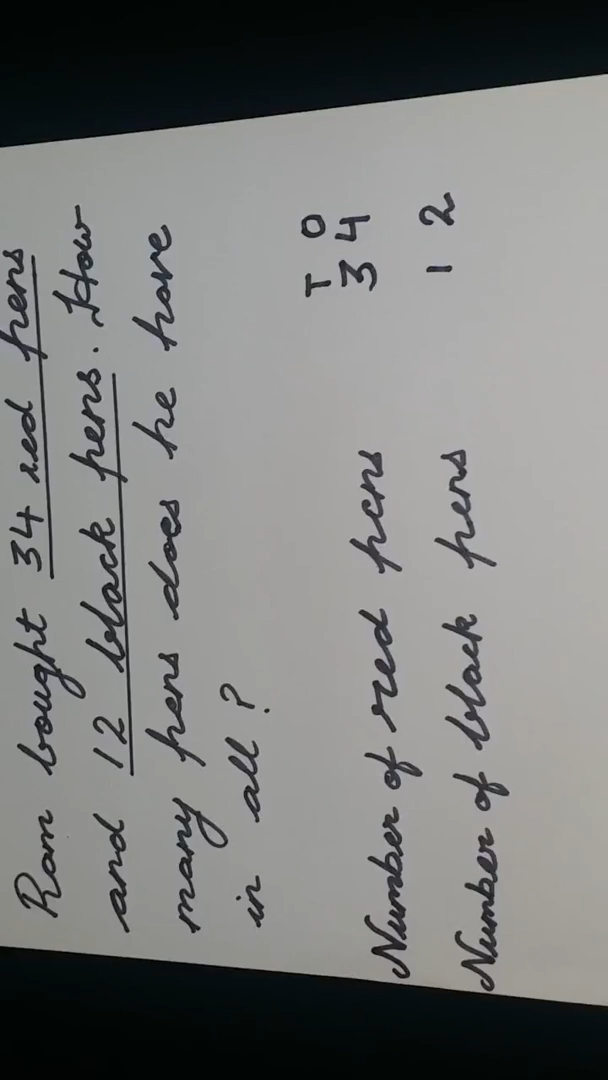 Ram bought 34 red pens
and 12 black pens. How
many pens does he have
in all?
T O
Number of red pens 3 4
Number of black pens 1 2